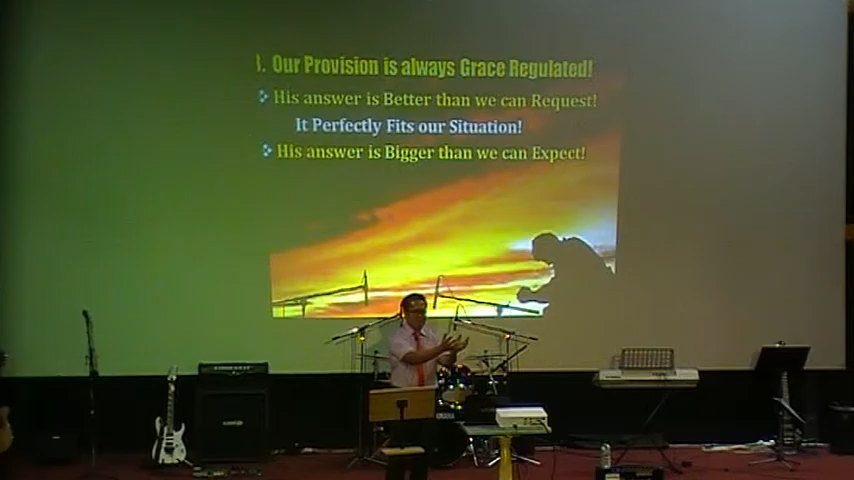 . Our Provision is always Grace Regulated!
His answer is Better than we can Request!
It Perfectly Fits our Situation!
His answer is Bigger than we can Expect!